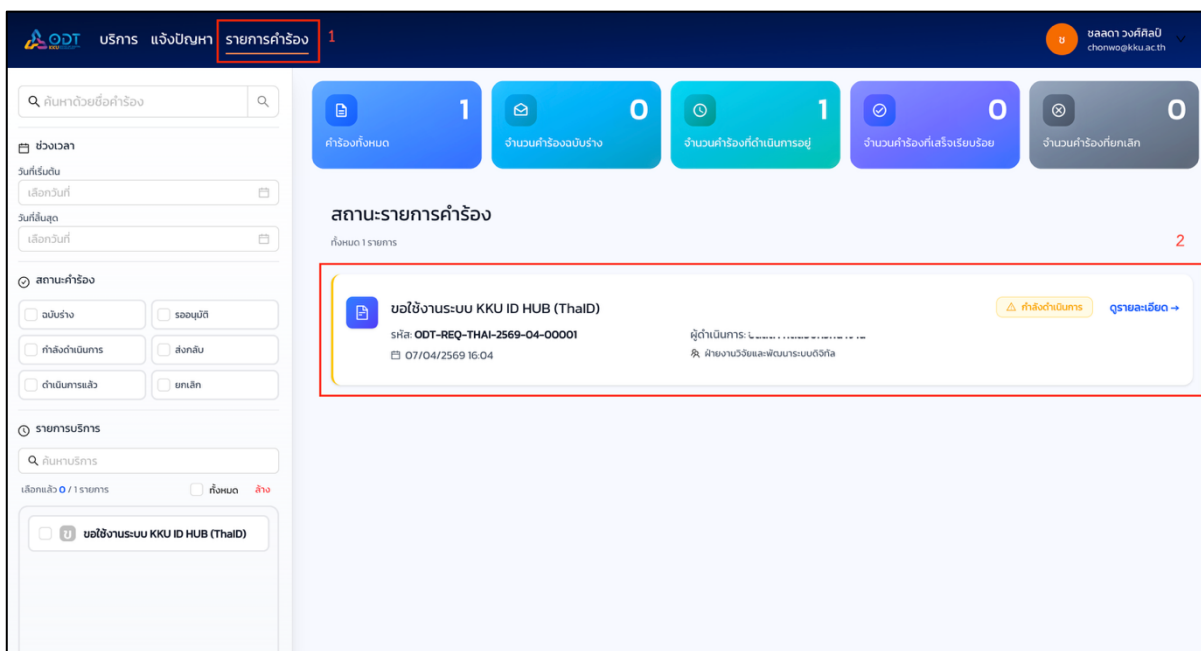 ODT
KKU
บริการ แจ้งปัญหา รายการคำร้อง 1
ช
ชลลดา วงศ์ศิลป์
chonwo@kku.ac.th
ค้นหาด้วยชื่อคำร้อง
ช่วงเวลา
วันที่เริ่มต้น
เลือกวันที่
วันที่สิ้นสุด
เลือกวันที่
สถานะคำร้อง
ฉบับร่าง รออนุมัติ
กำลังดำเนินการ ส่งกลับ
ดำเนินการแล้ว ยกเลิก
รายการบริการ
ค้นหาบริการ
เลือกแล้ว 0 / 1 รายการ ทั้งหมด ล้าง
ข ขอใช้งานระบบ KKU ID HUB (ThaID)
1
คำร้องทั้งหมด
0
จำนวนคำร้องฉบับร่าง
1
จำนวนคำร้องที่ดำเนินการอยู่
0
จำนวนคำร้องที่เสร็จเรียบร้อย
0
จำนวนคำร้องที่ยกเลิก
สถานะรายการคำร้อง
ทั้งหมด 1 รายการ
2
ขอใช้งานระบบ KKU ID HUB (ThaID)
กำลังดำเนินการ ดูรายละเอียด →
รหัส: ODT-REQ-THAI-2569-04-00001
ผู้ดำเนินการ:
07/04/2569 16:04
ฝ่ายงานวิจัยและพัฒนาระบบดิจิทัล